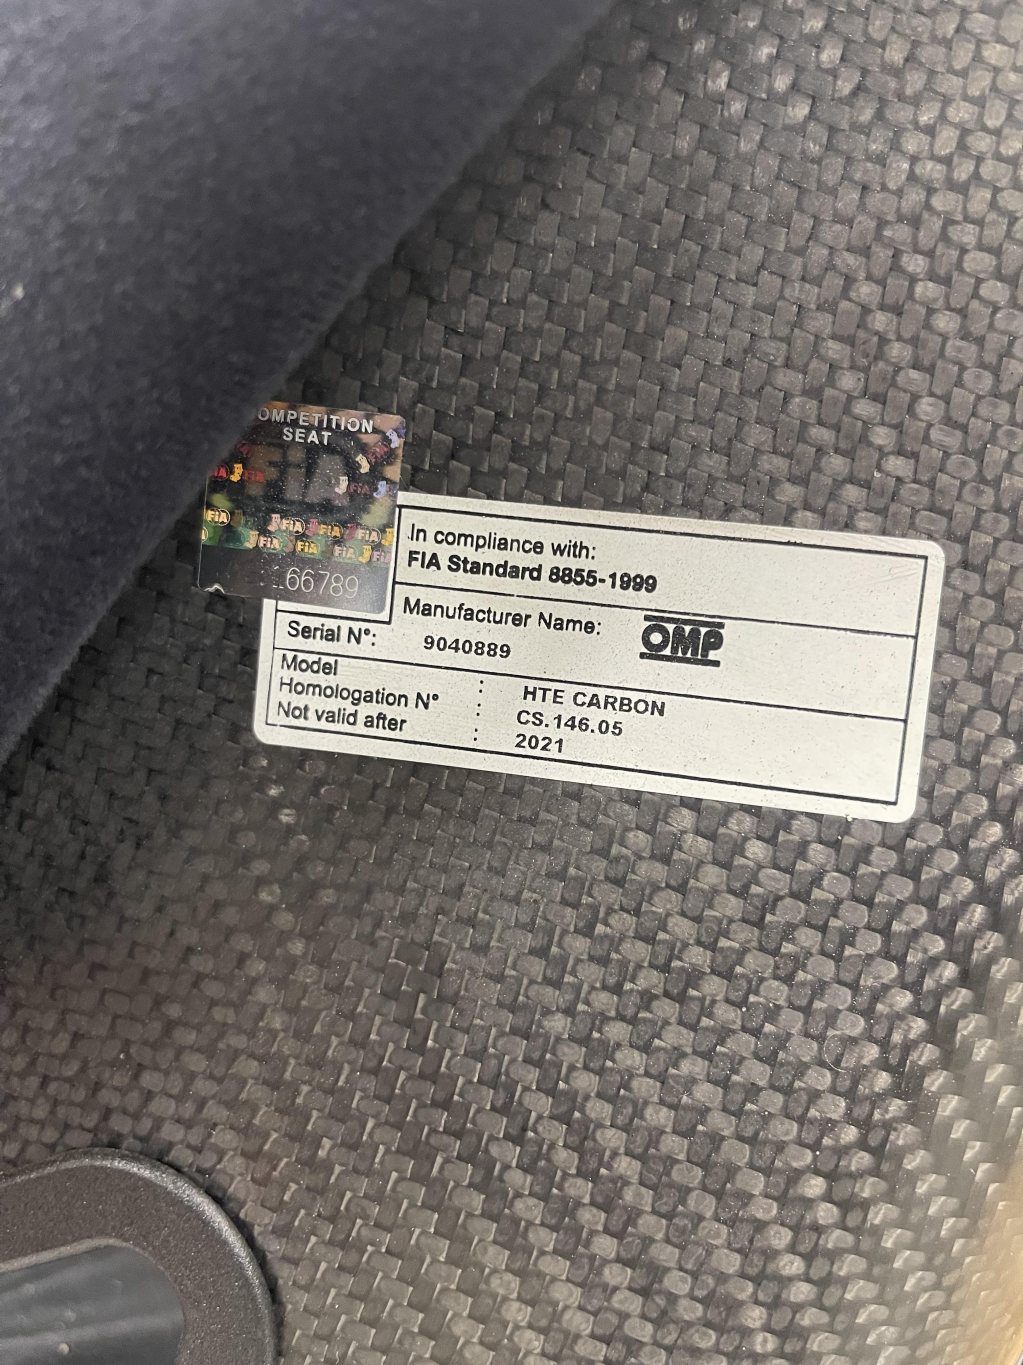 OMPETITION
SEAT
FIA
66789
In compliance with:
FIA Standard 8855-1999
Manufacturer Name:
OMP
Serial N°:
9040889
Model : HTE CARBON
Homologation N° : CS.146.05
Not valid after : 2021